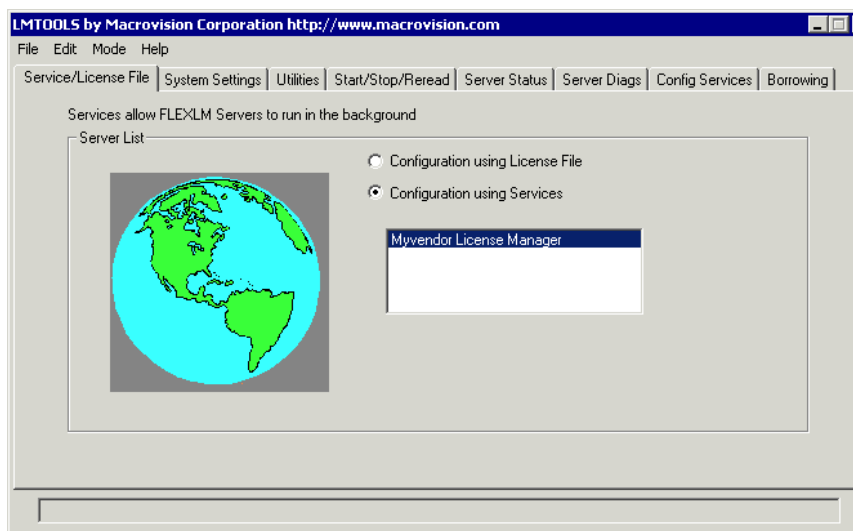 LMTOOLS by Macrovision Corporation http://www.macrovision.com
File Edit Mode Help
Service/License File System Settings Utilities Start/Stop/Reread Server Status Server Diags Config Services Borrowing
Services allow FLEXLM Servers to run in the background
Server List
Configuration using License File
Configuration using Services
Myvendor License Manager